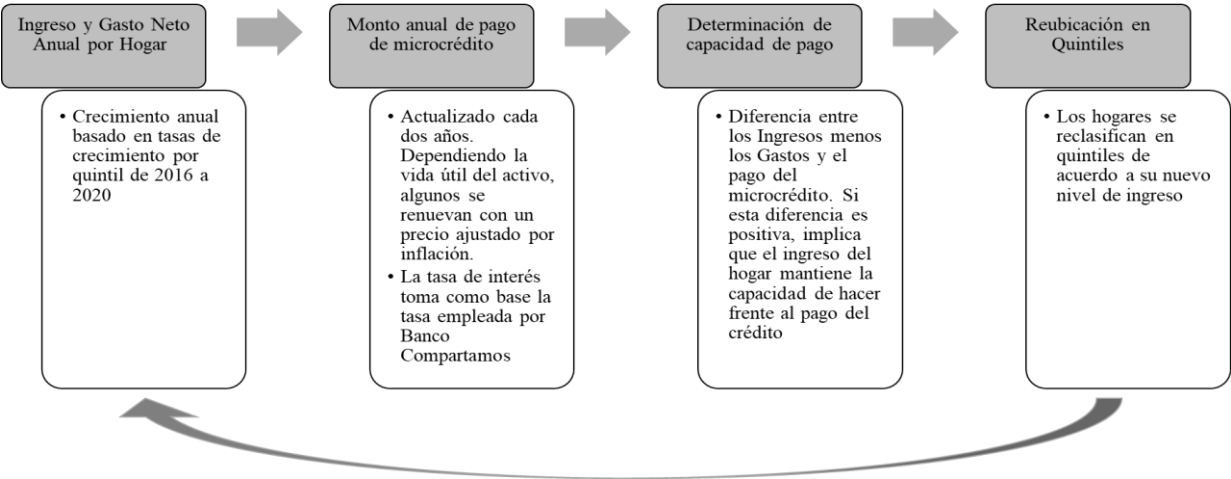 Ingreso y Gasto Neto
Anual por Hogar
• Crecimiento anual
basado en tasas de
crecimiento por
quintil de 2016 a
2020
Monto anual de pago
de microcrédito
• Actualizado cada
dos años.
Dependiendo la
vida útil del activo,
algunos se
renuevan con un
precio ajustado por
inflación.
• La tasa de interés
toma como base la
tasa empleada por
Banco
Compartamos
Determinación de
capacidad de pago
• Diferencia entre
los Ingresos menos
los Gastos y el
pago del
microcrédito. Si
esta diferencia es
positiva, implica
que el ingreso del
hogar mantiene la
capacidad de hacer
frente al pago del
crédito
Reubicación en
Quintiles
• Los hogares se
reclasifican en
quintiles de
acuerdo a su nuevo
nivel de ingreso